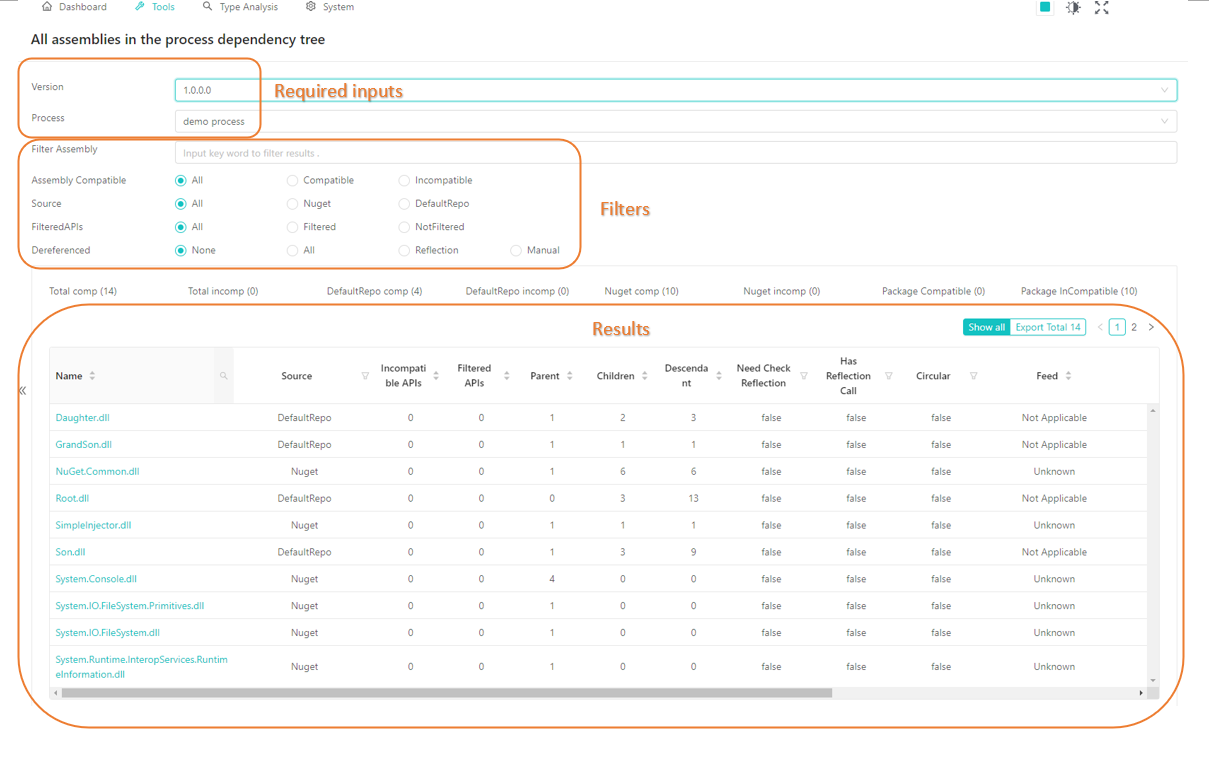 Dashboard Tools Type Analysis System
All assemblies in the process dependency tree
Version 1.0.0.0 Required inputs
Process demo process
Filter Assembly Input key word to filter results .
Assembly Compatible All Compatible Incompatible
Source All Nuget DefaultRepo
Filters
FilteredAPIs All Filtered NotFiltered
Dereferenced None All Reflection Manual
Total comp (14) Total incomp (0) DefaultRepo comp (4) DefaultRepo incomp (0) Nuget comp (10) Nuget incomp (0) Package Compatible (0) Package InCompatible (10)
Results Show all Export Total 14 < 1 2 >
Name Source Incompati
ble APIs Filtered
APIs Parent Children Descenda
nt Need Check
Reflection Has
Reflection
Call Circular Feed
Daughter.dll DefaultRepo 0 0 1 2 3 false false false Not Applicable
GrandSon.dll DefaultRepo 0 0 1 1 1 false false false Not Applicable
NuGet.Common.dll Nuget 0 0 1 6 6 false false false Unknown
Root.dll DefaultRepo 0 0 0 3 13 false false false Not Applicable
SimpleInjector.dll Nuget 0 0 1 1 1 false false false Unknown
Son.dll DefaultRepo 0 0 1 3 9 false false false Not Applicable
System.Console.dll Nuget 0 0 4 0 0 false false false Unknown
System.IO.FileSystem.Primitives.dll Nuget 0 0 1 0 0 false false false Unknown
System.IO.FileSystem.dll Nuget 0 0 1 0 0 false false false Unknown
System.Runtime.InteropServices.Runtim
eInformation.dll Nuget 0 0 1 0 0 false false false Unknown